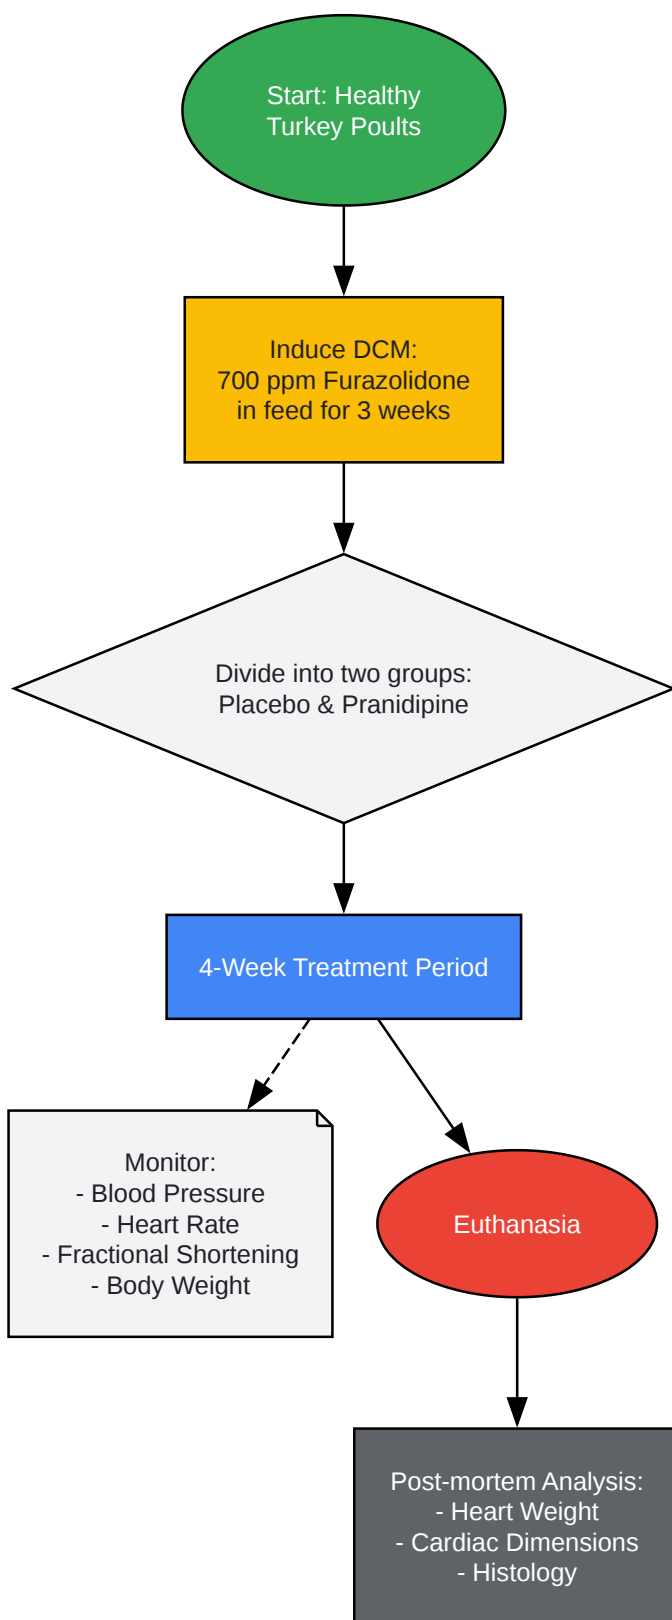 Start: Healthy
Turkey Poults
Induce DCM:
700 ppm Furazolidone
in feed for 3 weeks
Divide into two groups:
Placebo & Pranidipine
4-Week Treatment Period
Monitor:
- Blood Pressure
- Heart Rate
- Fractional Shortening
- Body Weight
Euthanasia
Post-mortem Analysis:
- Heart Weight
- Cardiac Dimensions
- Histology